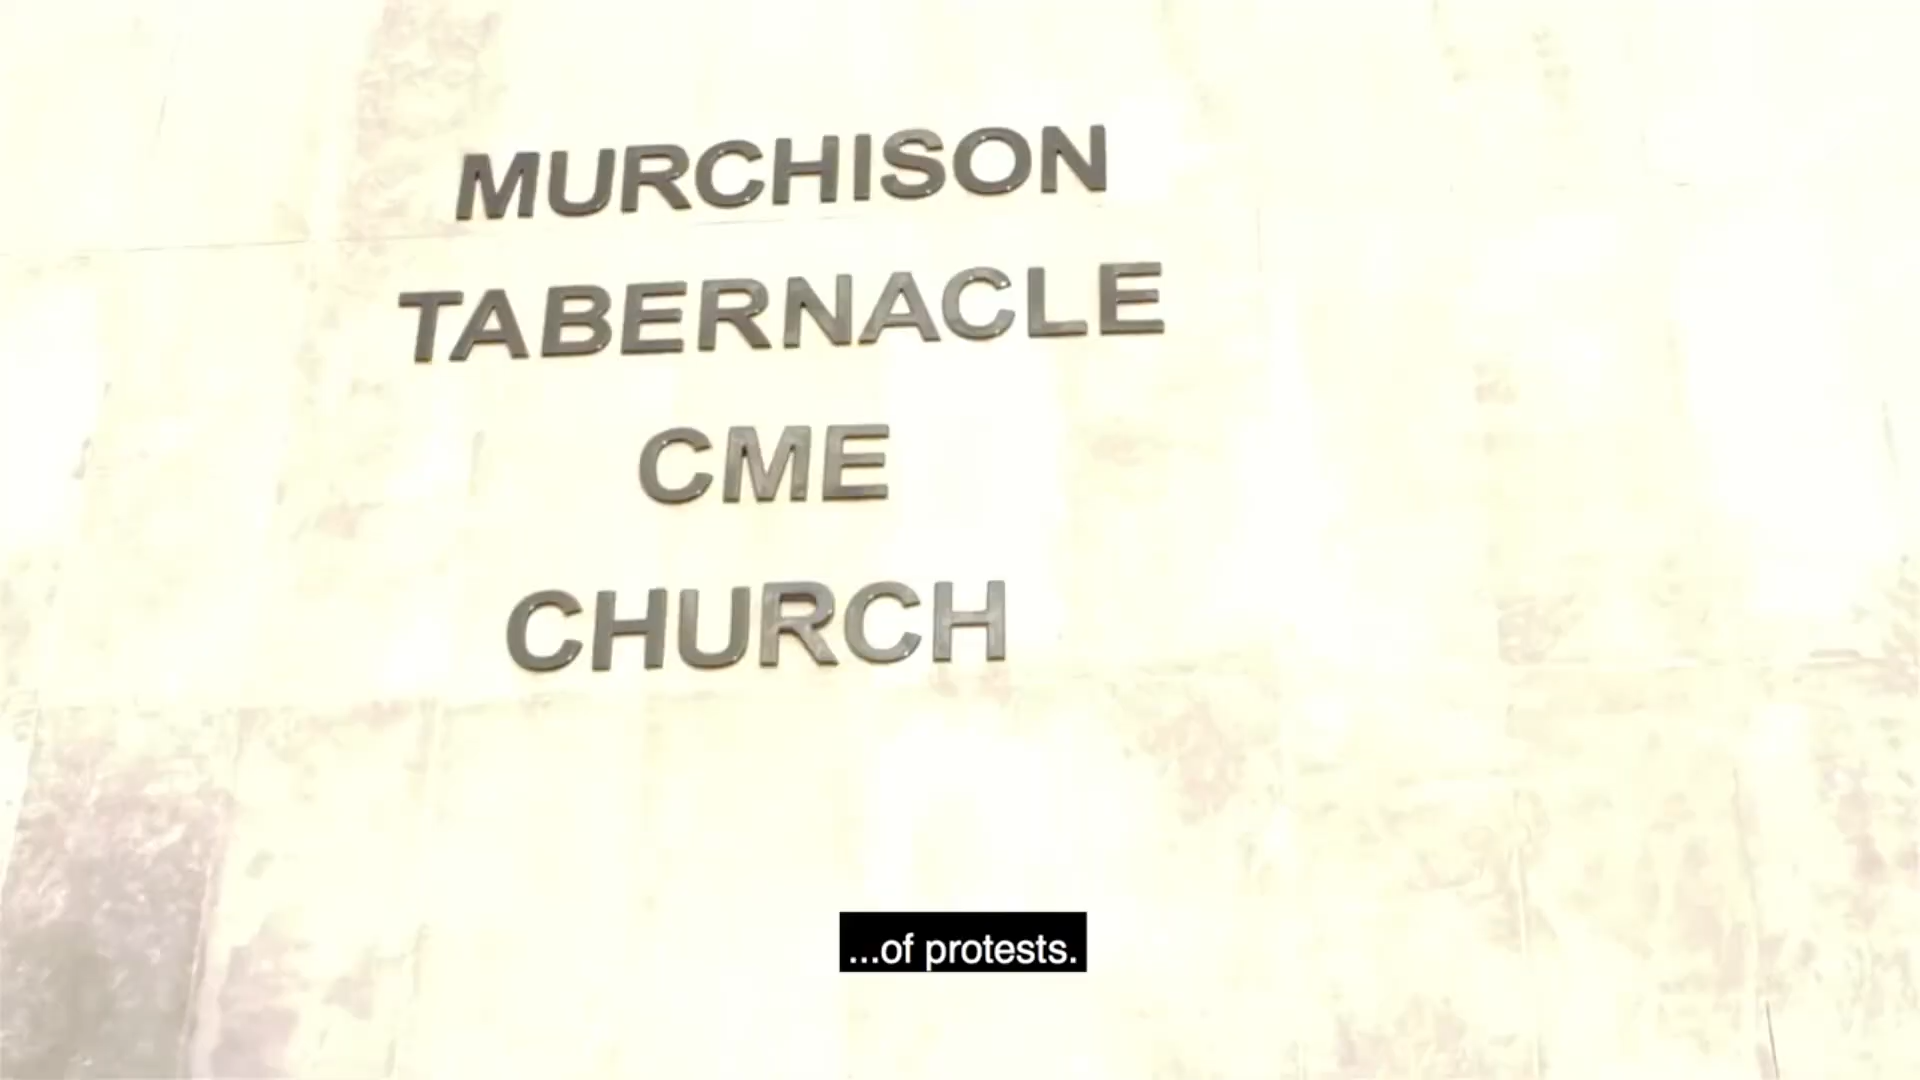 MURCHISON
TABERNACLE
CME
CHURCH
...of protests.